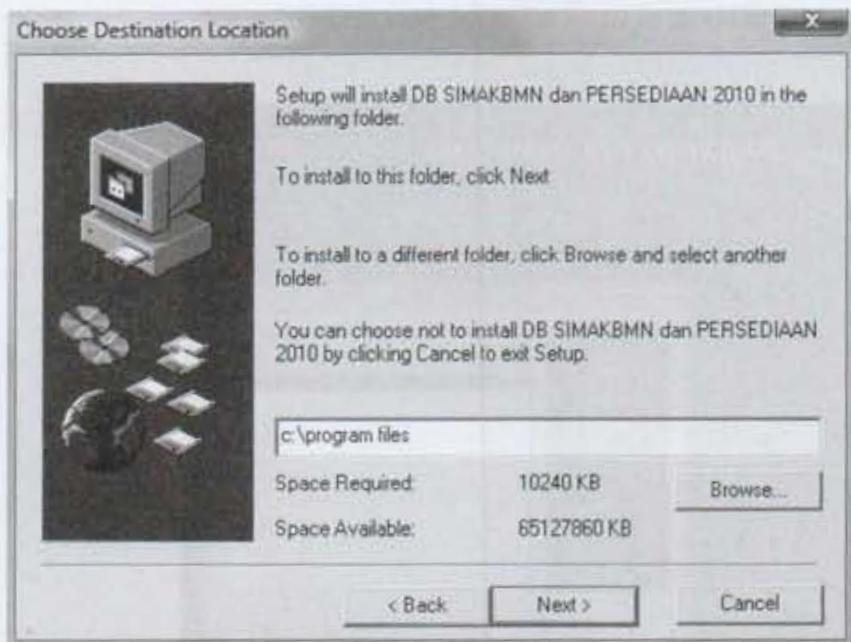 Choose Destination Location
Setup will install DB SIMAKBMN dan PERSEDIAAN 2010 in the
following folder.
To install to this folder, click Next
To install to a different folder, click Browse and select another
folder.
You can choose not to install DB SIMAKBMN dan PERSEDIAAN
2010 by clicking Cancel to exit Setup.
c:\program files
Space Required: 10240 KB
Browse...
Space Available: 65127860 KB
< Back Next > Cancel